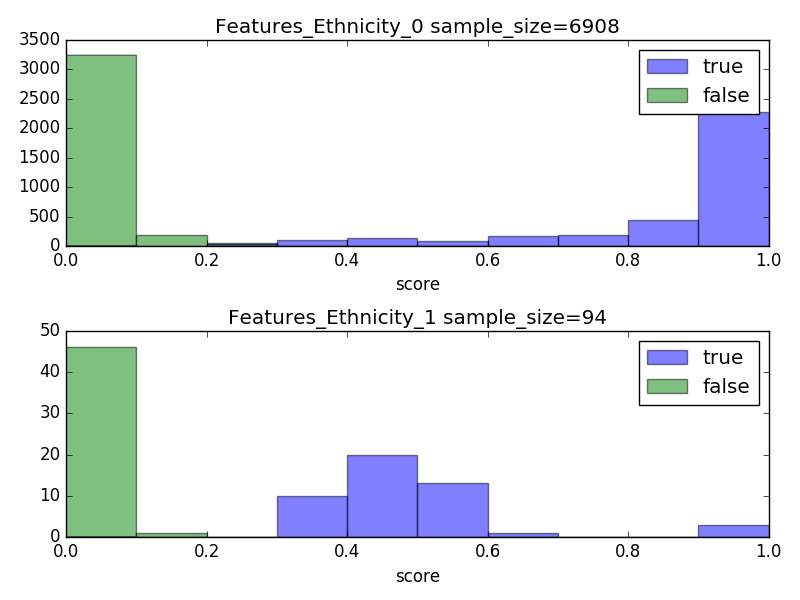 Features_Ethnicity_0 sample_size=6908
3500
3000
2500
2000
1500
1000
500
0
true
false
0.0 0.2 0.4 0.6 0.8 1.0
score
Features_Ethnicity_1 sample_size=94
50
40
30
20
10
0
true
false
0.0 0.2 0.4 0.6 0.8 1.0
score